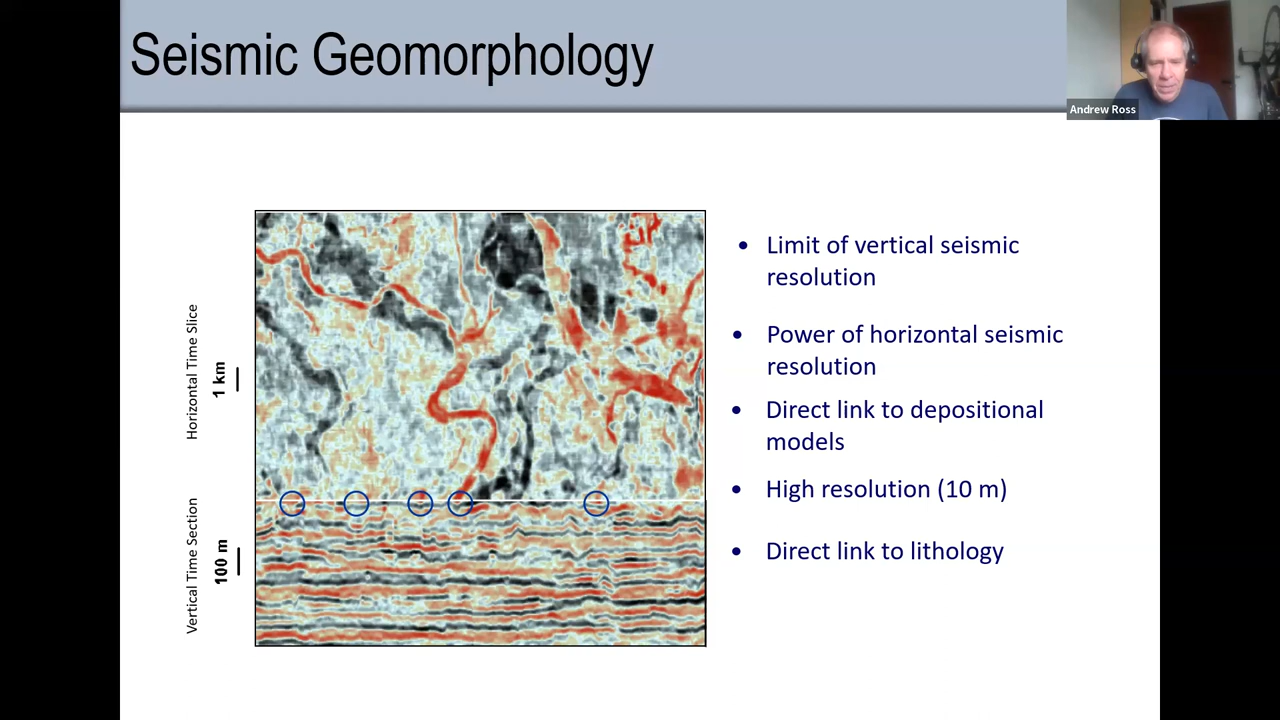 Seismic Geomorphology
Andrew Ross
Horizontal Time Slice
1 km
Vertical Time Section
100 m
• Limit of vertical seismic
resolution
• Power of horizontal seismic
resolution
• Direct link to depositional
models
• High resolution (10 m)
• Direct link to lithology